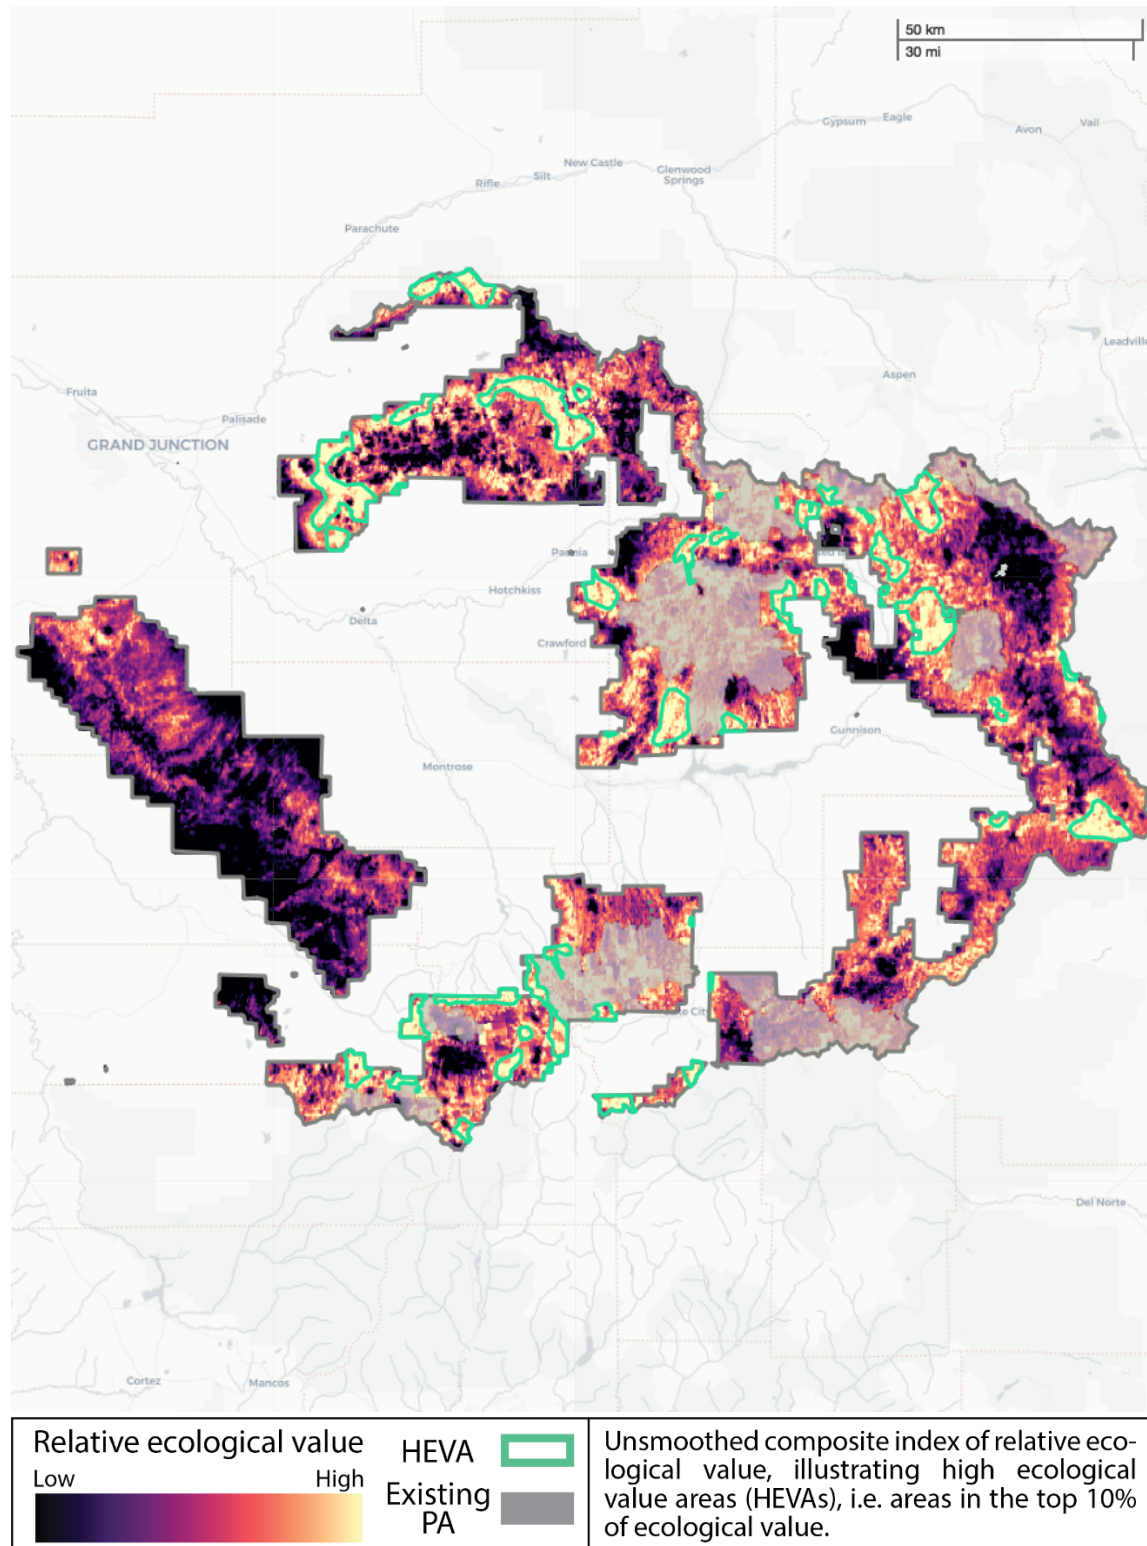 50 km
30 mi
Gypsum
Eagle
Avon
Vail
New Castle
Glenwood
Springs
Silt
Rifle
Parachute
Leadville
Aspen
Fruita
Palisade
GRAND JUNCTION
Paonia
Hotchkiss
Delta
Crawford
Gunnison
Montrose
Del Norte
Cortez
Mancos
Relative ecological value
Low
High
HEVA
Existing
PA
Unsmoothed composite index of relative eco-
logical value, illustrating high ecological
value areas (HEVAs), i.e. areas in the top 10%
of ecological value.